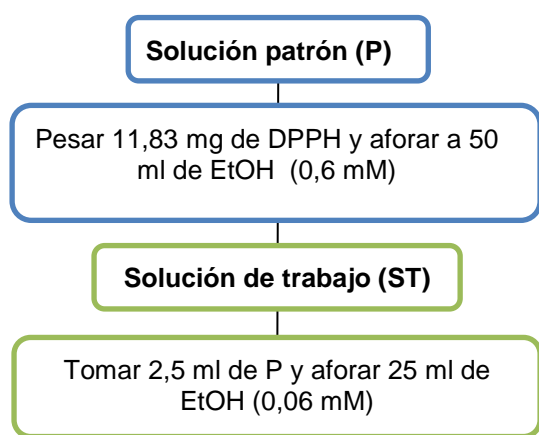 Solución patrón (P)
Pesar 11,83 mg de DPPH y aforar a 50
ml de EtOH (0,6 mM)
Solución de trabajo (ST)
Tomar 2,5 ml de P y aforar 25 ml de
EtOH (0,06 mM)